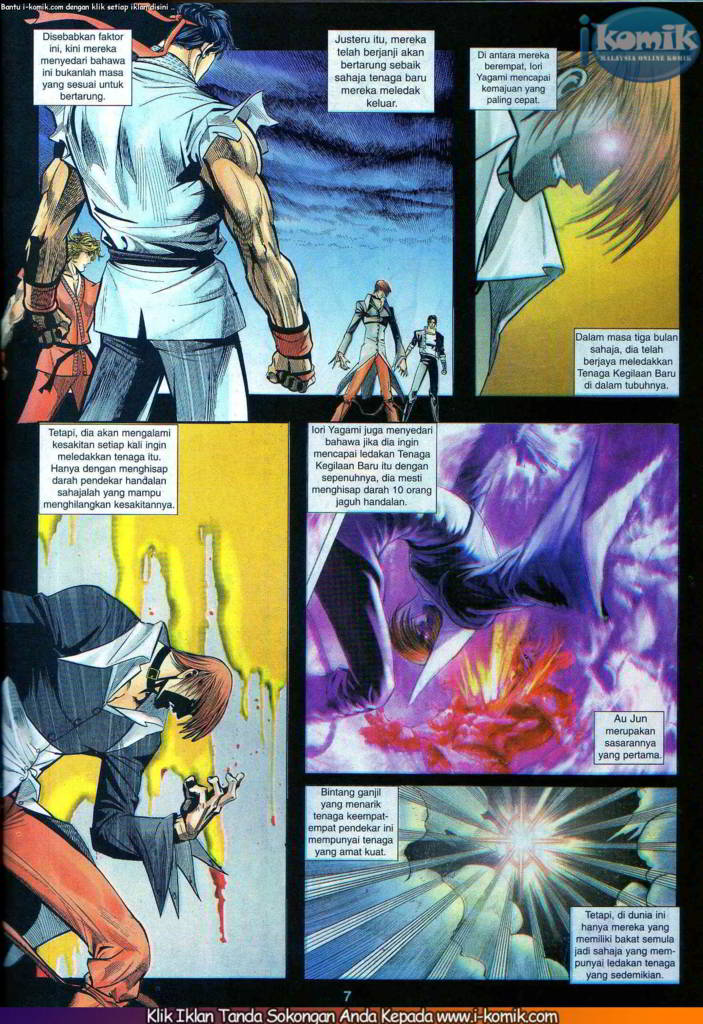 Bantu i-komik.com dengan klik setiap iklan disini ..
ikomik
MALAYSIA ONLINE KOMIK
Disebabkan faktor
ini, kini mereka
menyedari bahawa
ini bukanlah masa
yang sesuai untuk
bertarung.
Justeru itu, mereka
telah berjanji akan
bertarung sebaik
sahaja tenaga baru
mereka meledak
keluar.
Di antara mereka
berempat, Iori
Yagami mencapai
kemajuan yang
paling cepat.
Dalam masa tiga bulan
sahaja, dia telah
berjaya meledakkan
Tenaga Kegilaan Baru
di dalam tubuhnya.
Tetapi, dia akan mengalami
kesakitan setiap kali ingin
meledakkan tenaga itu.
Hanya dengan menghisap
darah pendekar handalan
sahajalah yang mampu
menghilangkan kesakitannya.
Iori Yagami juga menyedari
bahawa jika dia ingin
mencapai ledakan Tenaga
Kegilaan Baru itu dengan
sepenuhnya, dia mesti
menghisap darah 10 orang
jaguh handalan.
Au Jun
merupakan
sasarannya
yang pertama.
Bintang ganjil
yang menarik
tenaga keempat-
empat pendekar ini
mempunyai tenaga
yang amat kuat.
Tetapi, di dunia ini
hanya mereka yang
memiliki bakat semula
jadi sahaja yang mem-
punyai ledakan tenaga
yang sedemikian.
7
Klik Iklan Tanda Sokongan Anda Kepada www.i-komik.com